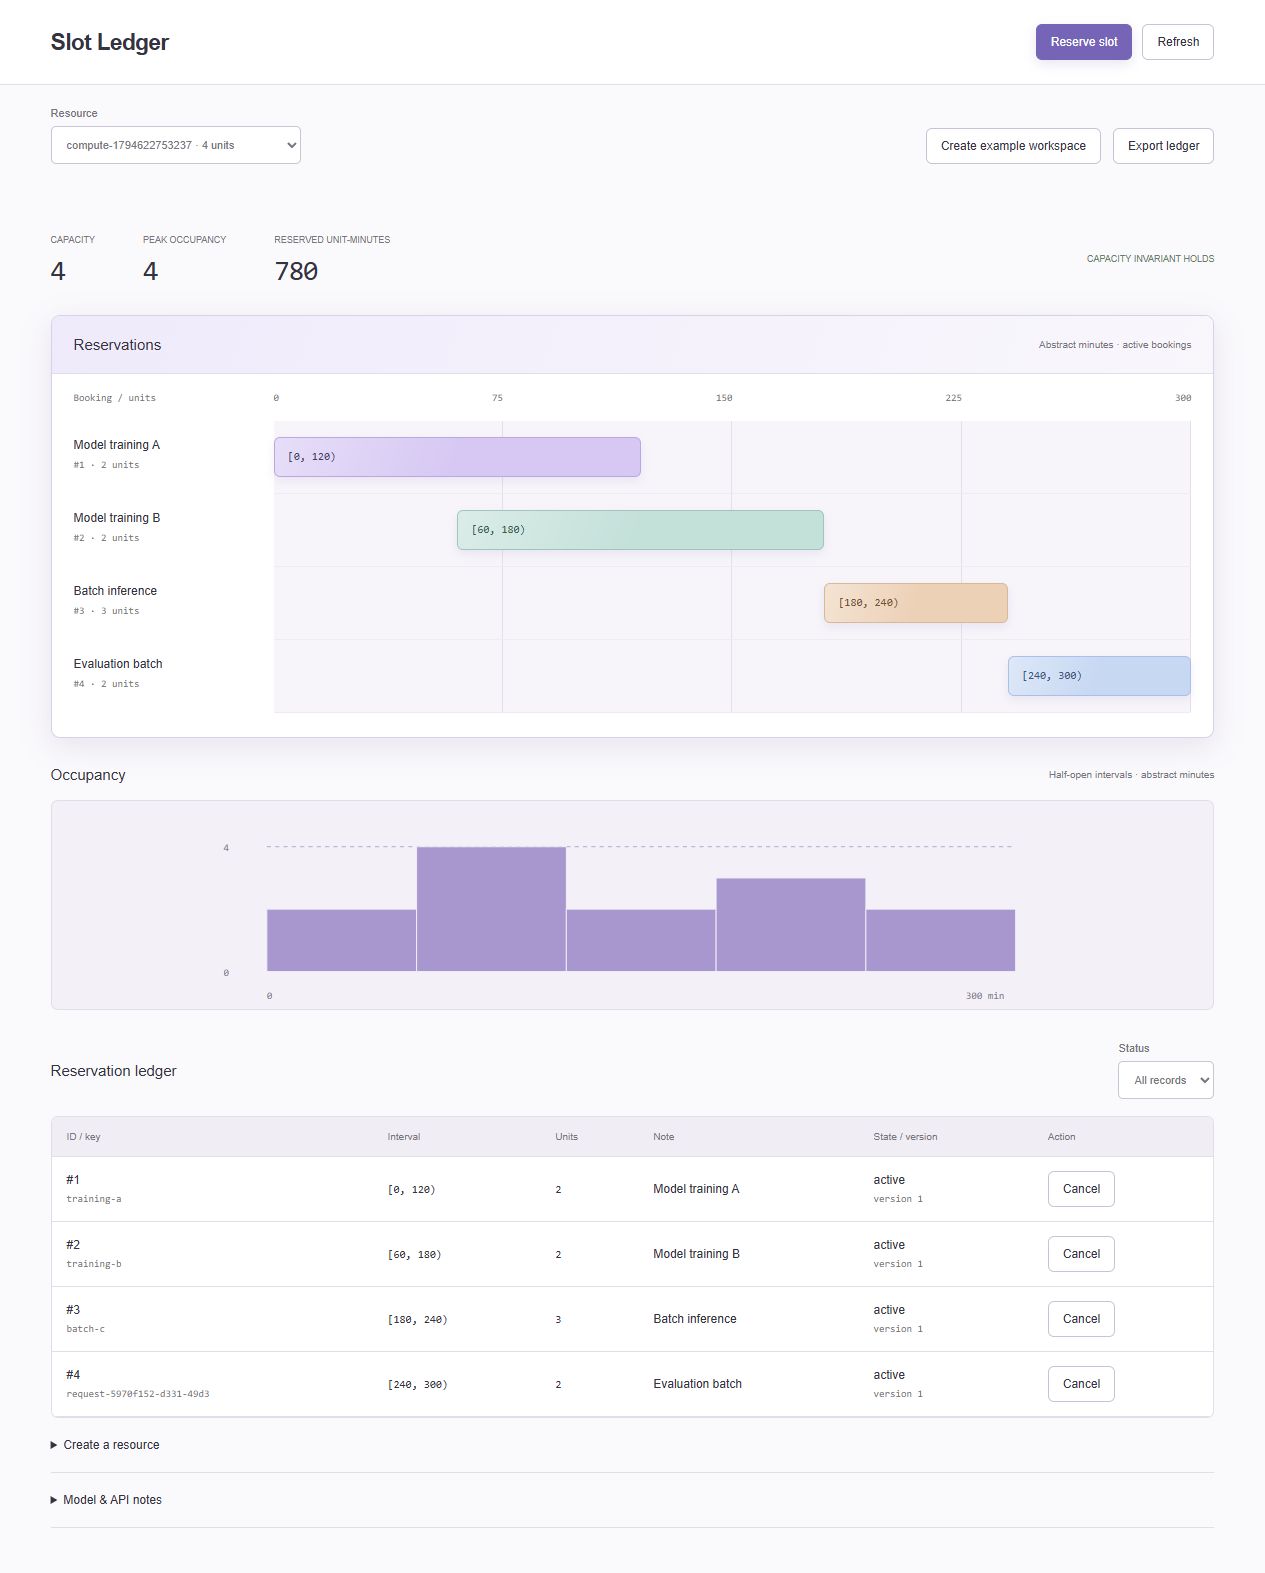 Slot Ledger
Reserve slot
Refresh
Resource
compute-1794622753237 · 4 units
Create example workspace
Export ledger
CAPACITY
PEAK OCCUPANCY
RESERVED UNIT-MINUTES
4
4
780
CAPACITY INVARIANT HOLDS
Reservations
Abstract minutes · active bookings
Booking / units
0
75
150
225
300
Model training A
#1 · 2 units
[0, 120)
Model training B
#2 · 2 units
[60, 180)
Batch inference
#3 · 3 units
[180, 240)
Evaluation batch
#4 · 2 units
[240, 300)
Occupancy
Half-open intervals · abstract minutes
4
0
0
300 min
Reservation ledger
Status
All records
ID / key
Interval
Units
Note
State / version
Action
#1
training-a
[0, 120)
2
Model training A
active
version 1
Cancel
#2
training-b
[60, 180)
2
Model training B
active
version 1
Cancel
#3
batch-c
[180, 240)
3
Batch inference
active
version 1
Cancel
#4
request-5970f152-d331-49d3
[240, 300)
2
Evaluation batch
active
version 1
Cancel
Create a resource
Model & API notes